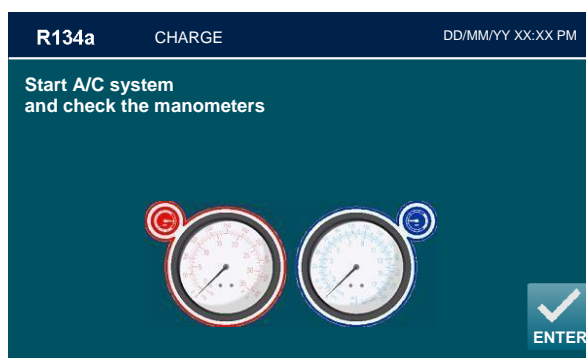 R134a CHARGE DD/MM/YY XX:XX PM
Start A/C system
and check the manometers
ENTER